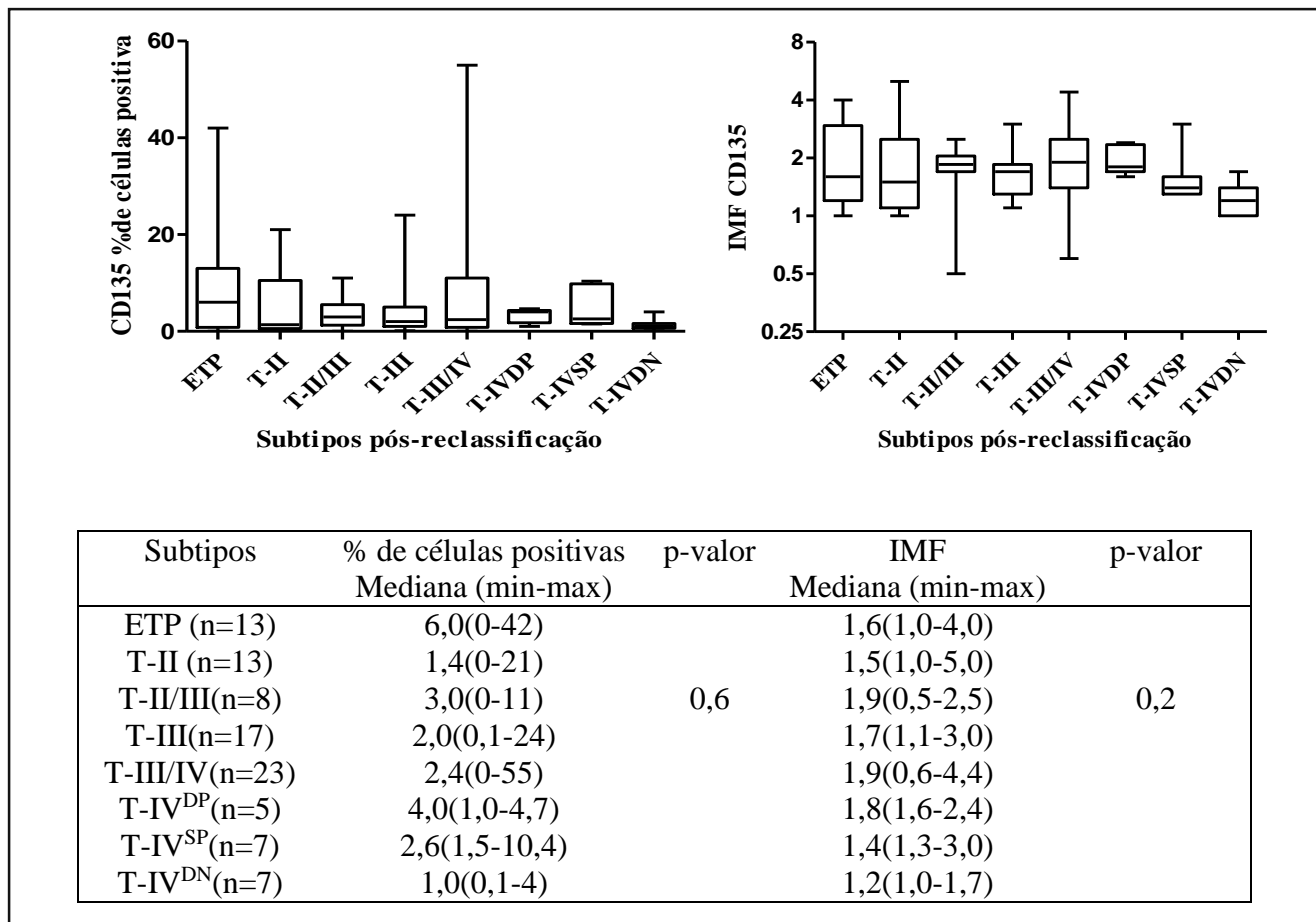 60
40
20
0
CD135 %de células positiva
ETP
T-II
T-II/III
T-III
T-III/IV
T-IVDP
T-IVSP
T-IVDN
Subtipos pós-reclassificação
8
4
2
1
0.5
0.25
IMF CD135
ETP
T-II
T-II/III
T-III
T-III/IV
T-IVDP
T-IVSP
T-IVDN
Subtipos pós-reclassificação
Subtipos % de células positivas p-valor IMF p-valor
Mediana (min-max) Mediana (min-max)
ETP (n=13) 6,0(0-42) 1,6(1,0-4,0)
T-II (n=13) 1,4(0-21) 1,5(1,0-5,0)
T-II/III(n=8) 3,0(0-11) 0,6 1,9(0,5-2,5) 0,2
T-III(n=17) 2,0(0,1-24) 1,7(1,1-3,0)
T-III/IV(n=23) 2,4(0-55) 1,9(0,6-4,4)
T-IVDP(n=5) 4,0(1,0-4,7) 1,8(1,6-2,4)
T-IVSP(n=7) 2,6(1,5-10,4) 1,4(1,3-3,0)
T-IVDN(n=7) 1,0(0,1-4) 1,2(1,0-1,7)